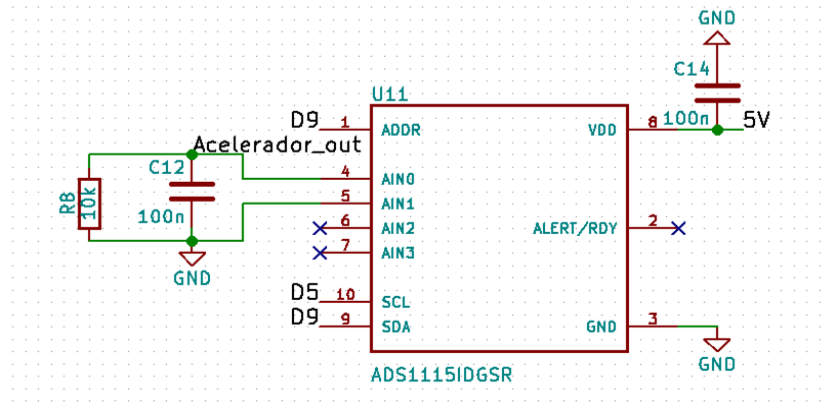 GND
C14
100n
5V
U11
D9 1 ADDR
VDD 8
Acelerador_out
C12
100n
R8
10k
GND
4 AIN0
5 AIN1
6 AIN2
7 AIN3
ALERT/RDY 2
D5 10 SCL
D9 9 SDA
GND 3
GND
ADS1115IDGSR